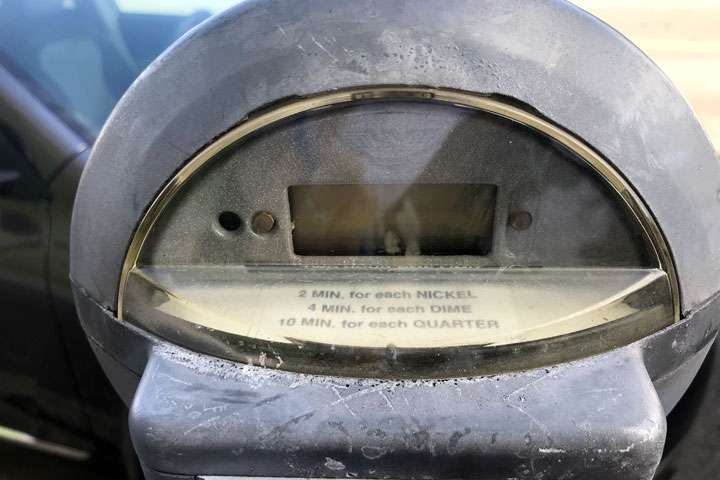 2 MIN. for each NICKEL
4 MIN. for each DIME
10 MIN. for each QUARTER